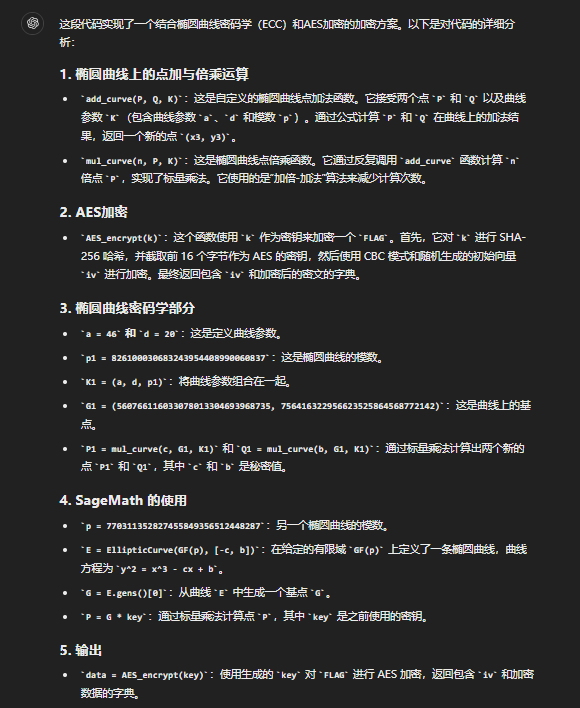 这段代码实现了一个结合椭圆曲线密码学（ECC）和AES加密的加密方案。以下是对代码的详细分
析：
1. 椭圆曲线上的点加与倍乘运算
• `add_curve(P, Q, K)`：这是自定义的椭圆曲线点加法函数。它接受两个点 `P` 和 `Q` 以及曲线
参数 `K`（包含曲线参数 `a`、`d` 和模数 `p`）。通过公式计算 `P` 和 `Q` 在曲线上的加法结
果，返回一个新的点 `(x3, y3)`。
• `mul_curve(n, P, K)`：这是椭圆曲线点倍乘函数。它通过反复调用 `add_curve` 函数计算 `n`
倍点 `P`，实现了标量乘法。它使用的是“加倍-加法”算法来减少计算次数。
2. AES加密
• `AES_encrypt(k)`：这个函数使用 `k` 作为密钥来加密一个 `FLAG`。首先，它对 `k` 进行 SHA-
256 哈希，并截取前 16 个字节作为 AES 的密钥，然后使用 CBC 模式和随机生成的初始向量
`iv` 进行加密。最终返回包含 `iv` 和加密后的密文的字典。
3. 椭圆曲线密码学部分
• `a = 46` 和 `d = 20`：这是定义曲线参数。
• `p1 = 826100030683243954408990060837`：这是椭圆曲线的模数。
• `K1 = (a, d, p1)`：将曲线参数组合在一起。
• `G1 = (560766116033078013304693968735, 756416322956623525864568772142)`：这是曲线上的基
点。
• `P1 = mul_curve(c, G1, K1)` 和 `Q1 = mul_curve(b, G1, K1)`：通过标量乘法计算出两个新的
点 `P1` 和 `Q1`，其中 `c` 和 `b` 是秘密值。
4. SageMath 的使用
• `p = 770311352827455849356512448287`：另一个椭圆曲线的模数。
• `E = EllipticCurve(GF(p), [-c, b])`：在给定的有限域 `GF(p)` 上定义了一条椭圆曲线，曲线
方程为 `y^2 = x^3 - cx + b`。
• `G = E.gens()[0]`：从曲线 `E` 中生成一个基点 `G`。
• `P = G * key`：通过标量乘法计算点 `P`，其中 `key` 是之前使用的密钥。
5. 输出
• `data = AES_encrypt(key)`：使用生成的 `key` 对 `FLAG` 进行 AES 加密，返回包含 `iv` 和加密
数据的字典。